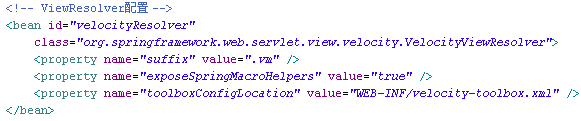 <!-- ViewResolver配置 -->
<bean id="velocityResolver"
class="org.springframework.web.servlet.view.velocity.VelocityViewResolver">
<property name="suffix" value=".vm" />
<property name="exposeSpringMacroHelpers" value="true" />
<property name="toolboxConfigLocation" value="WEB-INF/velocity-toolbox.xml" />
</bean>